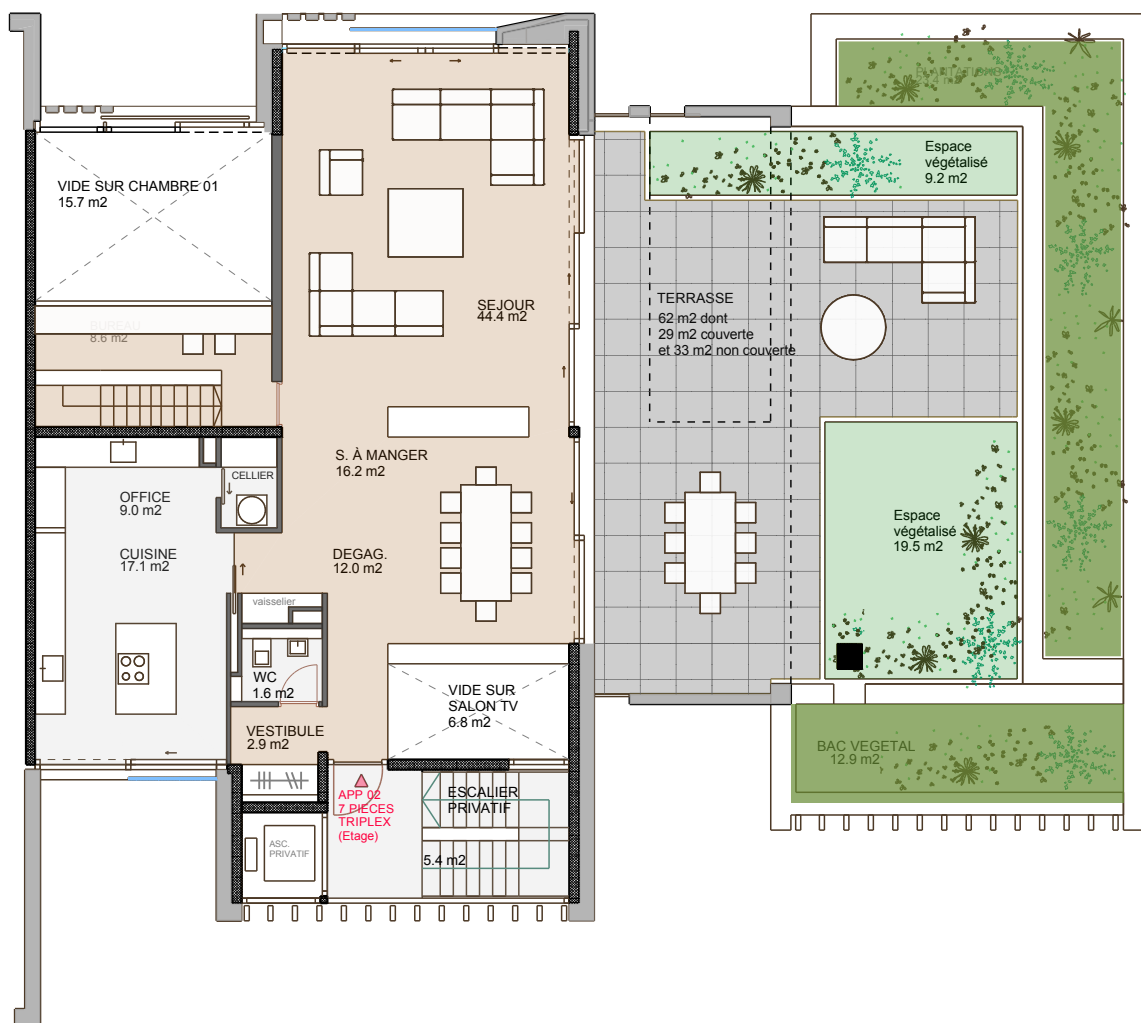 PLANTATIONS
VIDE SUR CHAMBRE 01
15.7 m2
Espace
végétalisé
9.2 m2
SEJOUR
44.4 m2
TERRASSE
62 m2 dont
29 m2 couverte
et 33 m2 non couverte
BUREAU
8.6 m2
S. À MANGER
16.2 m2
CELLIER
OFFICE
9.0 m2
CUISINE
17.1 m2
DEGAG.
12.0 m2
Espace
végétalisé
19.5 m2
vaisselier
WC
1.6 m2
VIDE SUR
SALON TV
6.8 m2
VESTIBULE
2.9 m2
BAC VEGETAL
12.9 m2
APP 02
7 PIECES
TRIPLEX
(Etage)
ESCALIER
PRIVATIF
5.4 m2
ASC.
PRIVATIF